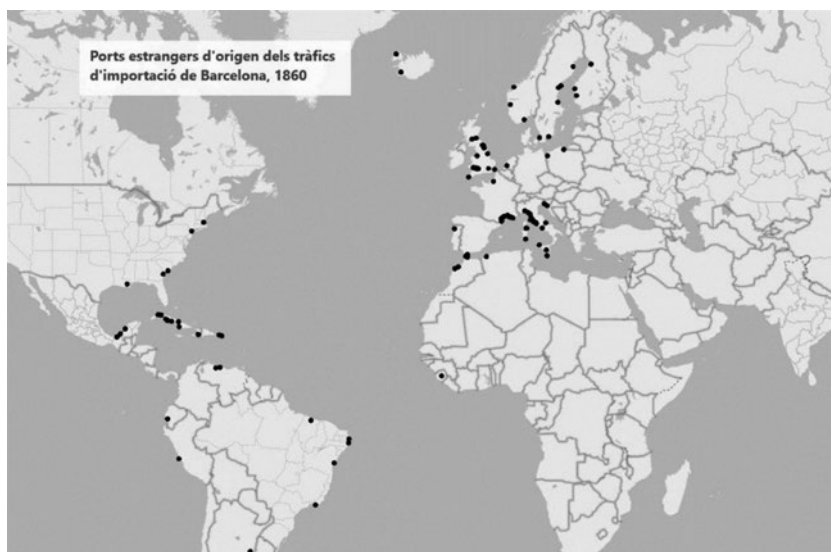 Ports estrangers d'origen dels tràfics
d'importació de Barcelona, 1860